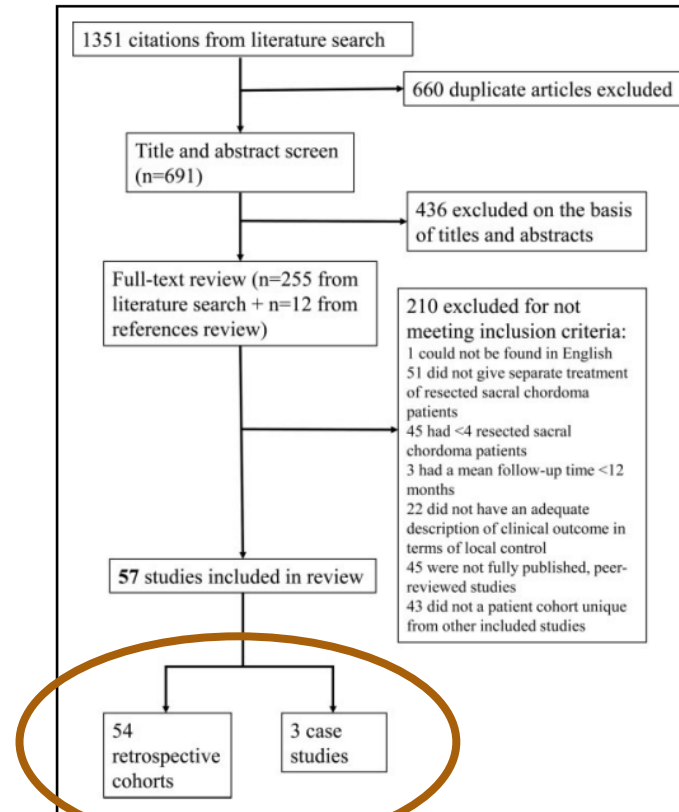 1351 citations from literature search
660 duplicate articles excluded
Title and abstract screen
(n=691)
436 excluded on the basis
of titles and abstracts
Full-text review (n=255 from
literature search + n=12 from
references review)
210 excluded for not
meeting inclusion criteria:
1 could not be found in English
51 did not give separate treatment
of resected sacral chordoma
patients
45 had <4 resected sacral
chordoma patients
3 had a mean follow-up time <12
months
22 did not have an adequate
description of clinical outcome in
terms of local control
45 were not fully published, peer-
reviewed studies
43 did not a patient cohort unique
from other included studies
57 studies included in review
54
retrospective
cohorts
3 case
studies